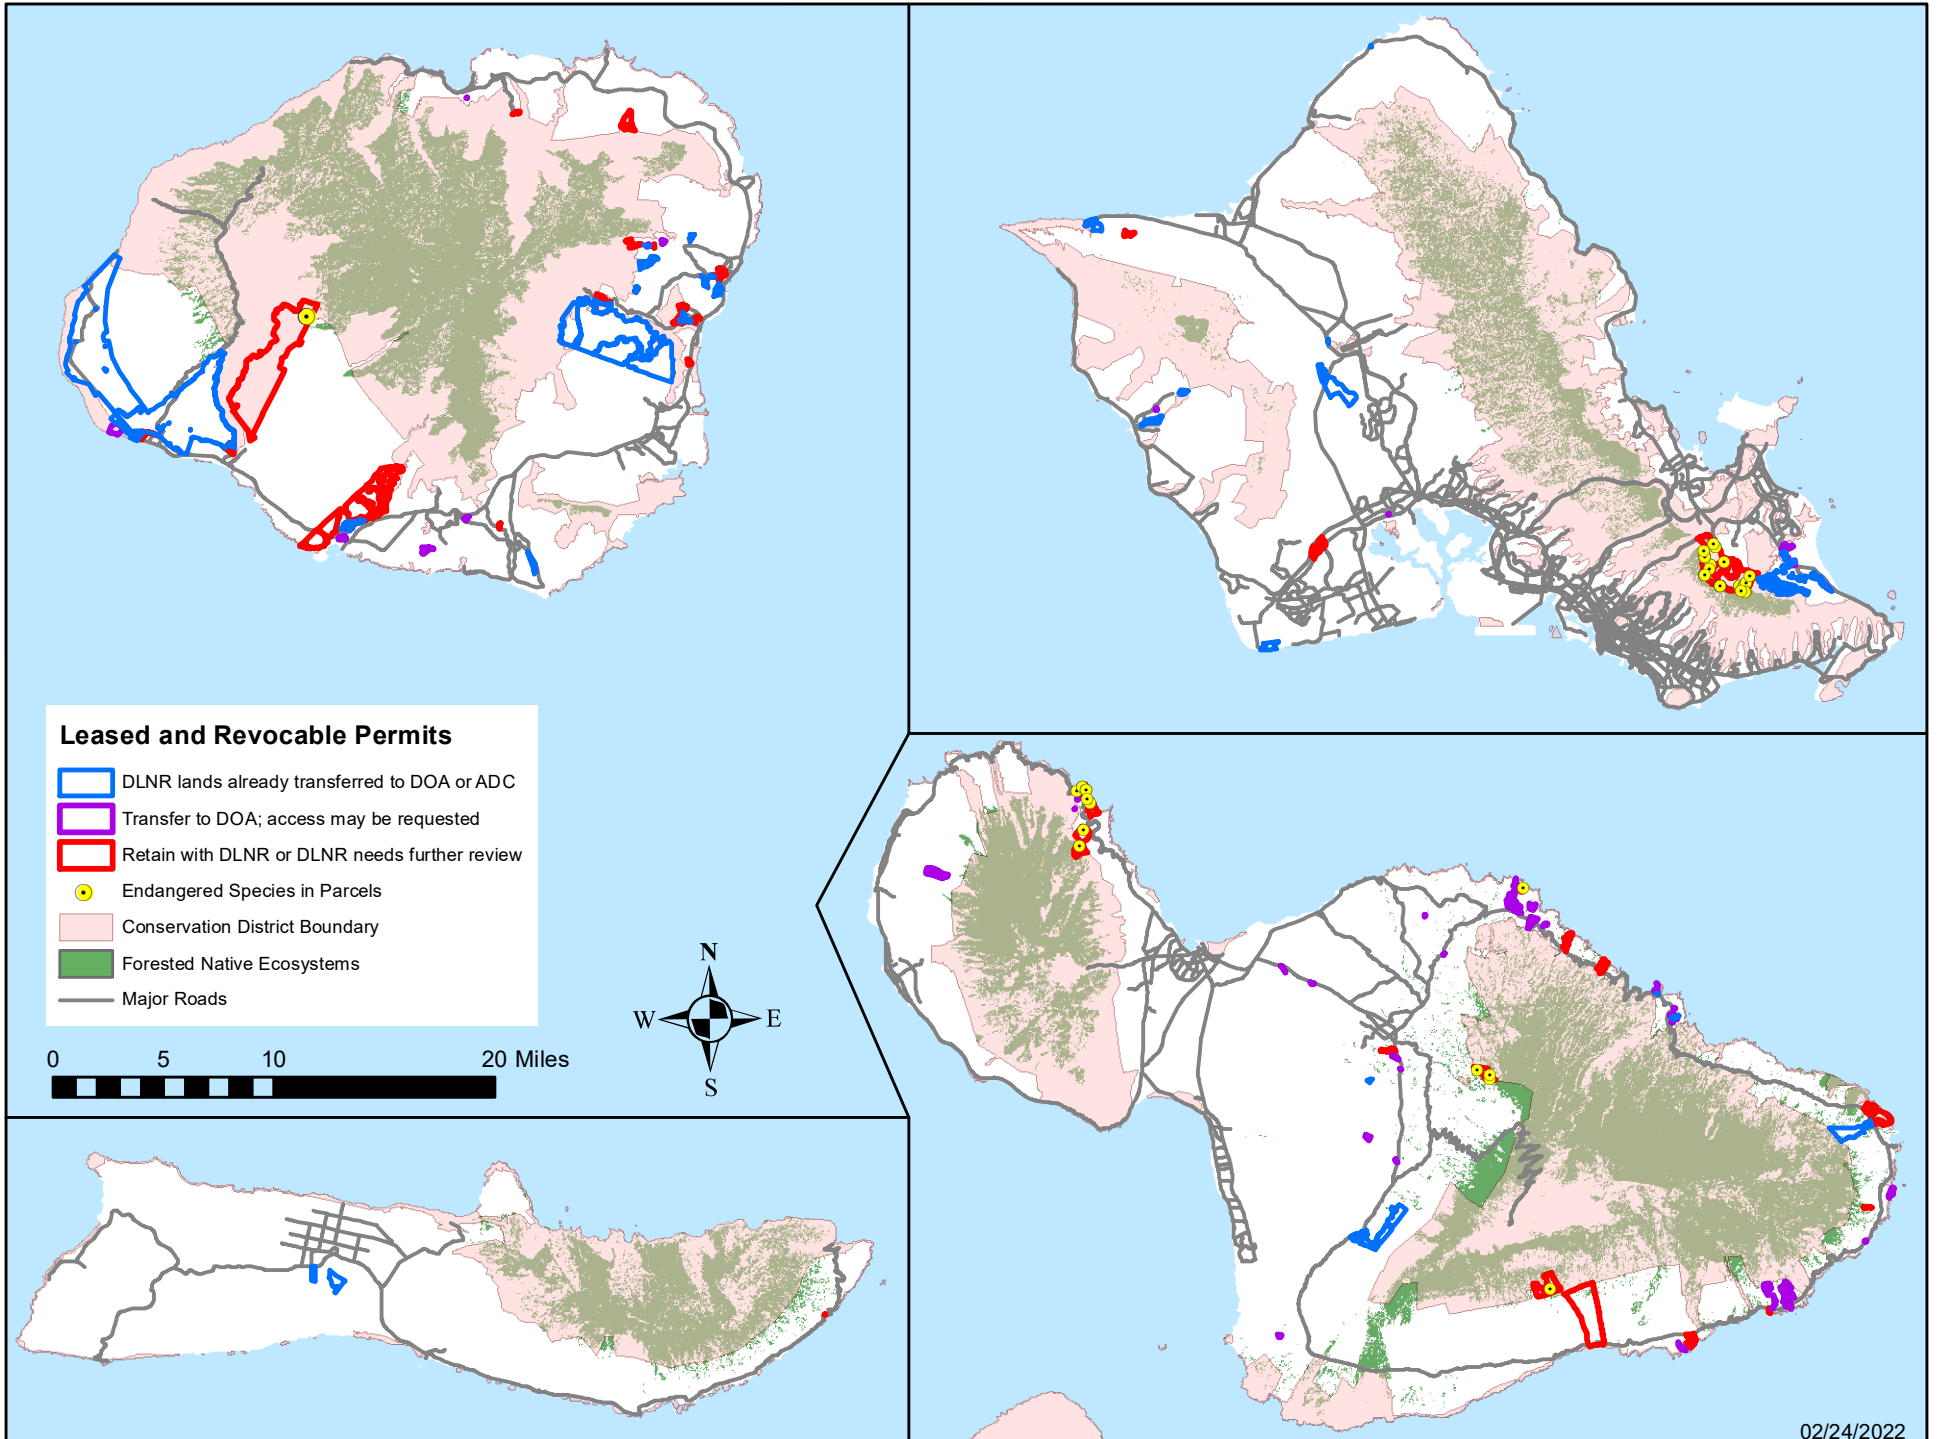 Leased and Revocable Permits
DLNR lands already transferred to DOA or ADC
Transfer to DOA; access may be requested
Retain with DLNR or DLNR needs further review
Endangered Species in Parcels
Conservation District Boundary
Forested Native Ecosystems
Major Roads
N
W E
S
0 5 10 20 Miles
02/24/2022